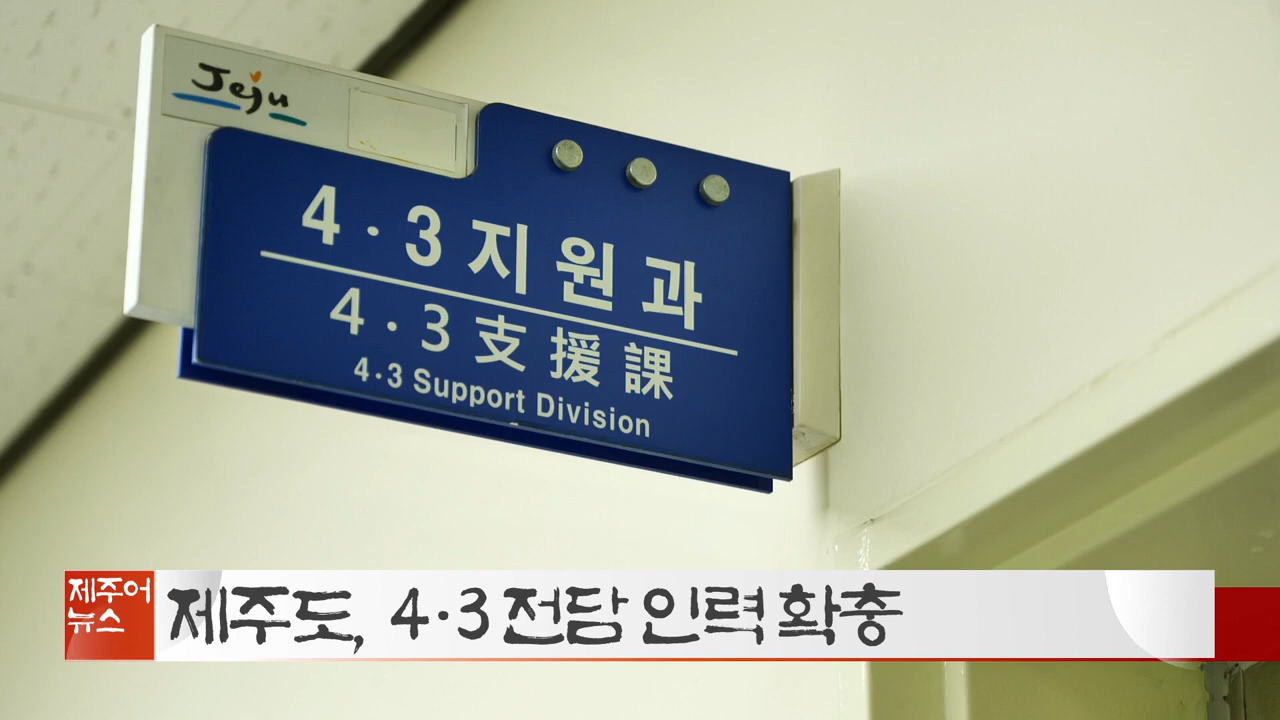 Jeju
4·3지원과
4·3支援課
4·3 Support Division
제주어
뉴스
제주도, 4·3 전담 인력 확충